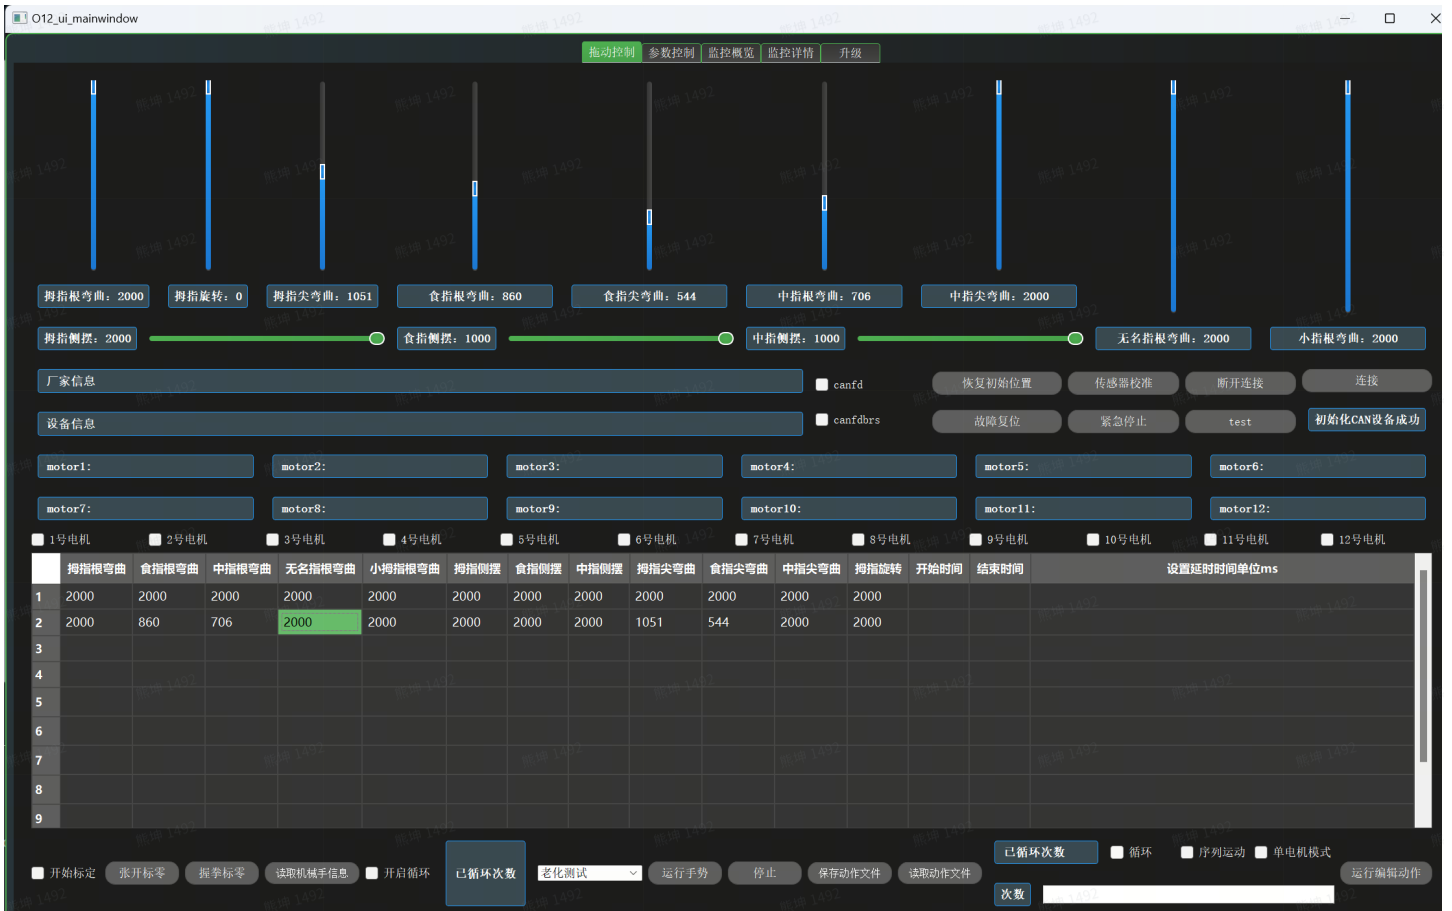 O12_ui_mainwindow
拖动控制 参数控制 监控概览 监控详情 升级
拇指根弯曲：2000 拇指旋转：0 拇指尖弯曲：1051 食指根弯曲：860 食指尖弯曲：544 中指根弯曲：706 中指尖弯曲：2000
拇指侧摆：2000 食指侧摆：1000 中指侧摆：1000 无名指根弯曲：2000 小指根弯曲：2000
厂家信息 canfd 恢复初始位置 传感器校准 断开连接 连接
设备信息 canfdbrs 故障复位 紧急停止 test 初始化CAN设备成功
motor1: motor2: motor3: motor4: motor5: motor6:
motor7: motor8: motor9: motor10: motor11: motor12:
1号电机 2号电机 3号电机 4号电机 5号电机 6号电机 7号电机 8号电机 9号电机 10号电机 11号电机 12号电机
拇指根弯曲 食指根弯曲 中指根弯曲 无名指根弯曲 小拇指根弯曲 拇指侧摆 食指侧摆 中指侧摆 拇指尖弯曲 食指尖弯曲 中指尖弯曲 拇指旋转 开始时间 结束时间 设置延时时间单位ms
1 2000 2000 2000 2000 2000 2000 2000 2000 2000 2000 2000 2000
2 2000 860 706 2000 2000 2000 2000 2000 1051 544 2000 2000
3
4
5
6
7
8
9
已循环次数 循环 序列运动 单电机模式
开始标定 张开标零 握拳标零 读取机械手信息 开启循环 已循环次数 老化测试 运行手势 停止 保存动作文件 读取动作文件 运行编辑动作
次数
熊坤 1492